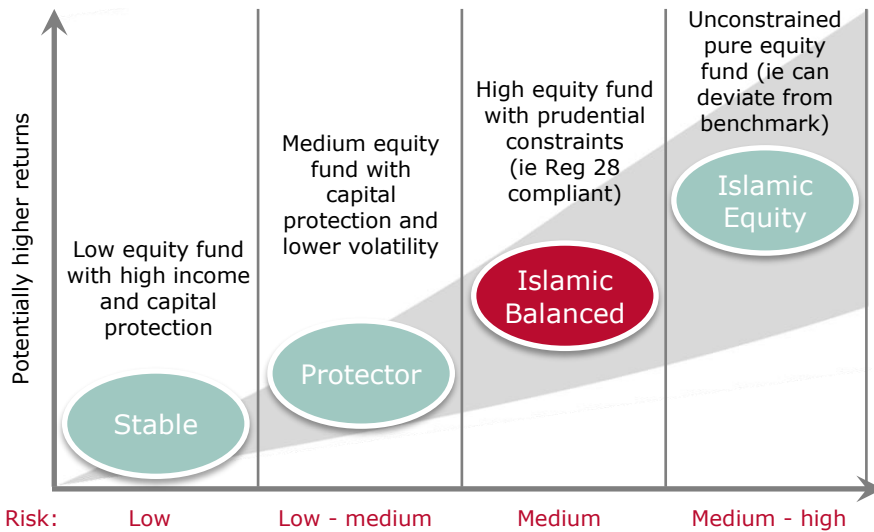 Potentially higher returns
Low equity fund
with high income
and capital
protection
Stable
Medium equity
fund with
capital
protection and
lower volatility
Protector
High equity fund
with prudential
constraints
(ie Reg 28
compliant)
Islamic
Balanced
Unconstrained
pure equity
fund (ie can
deviate from
benchmark)
Islamic
Equity
Risk: Low Low - medium Medium Medium - high